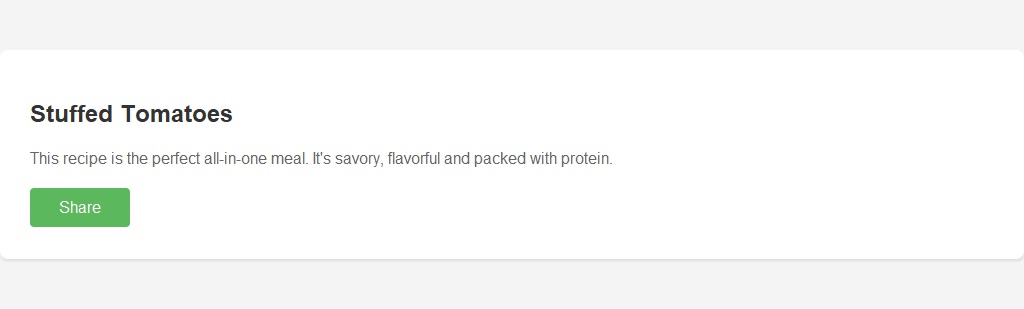 Stuffed Tomatoes
This recipe is the perfect all-in-one meal. It's savory, flavorful and packed with protein.
Share